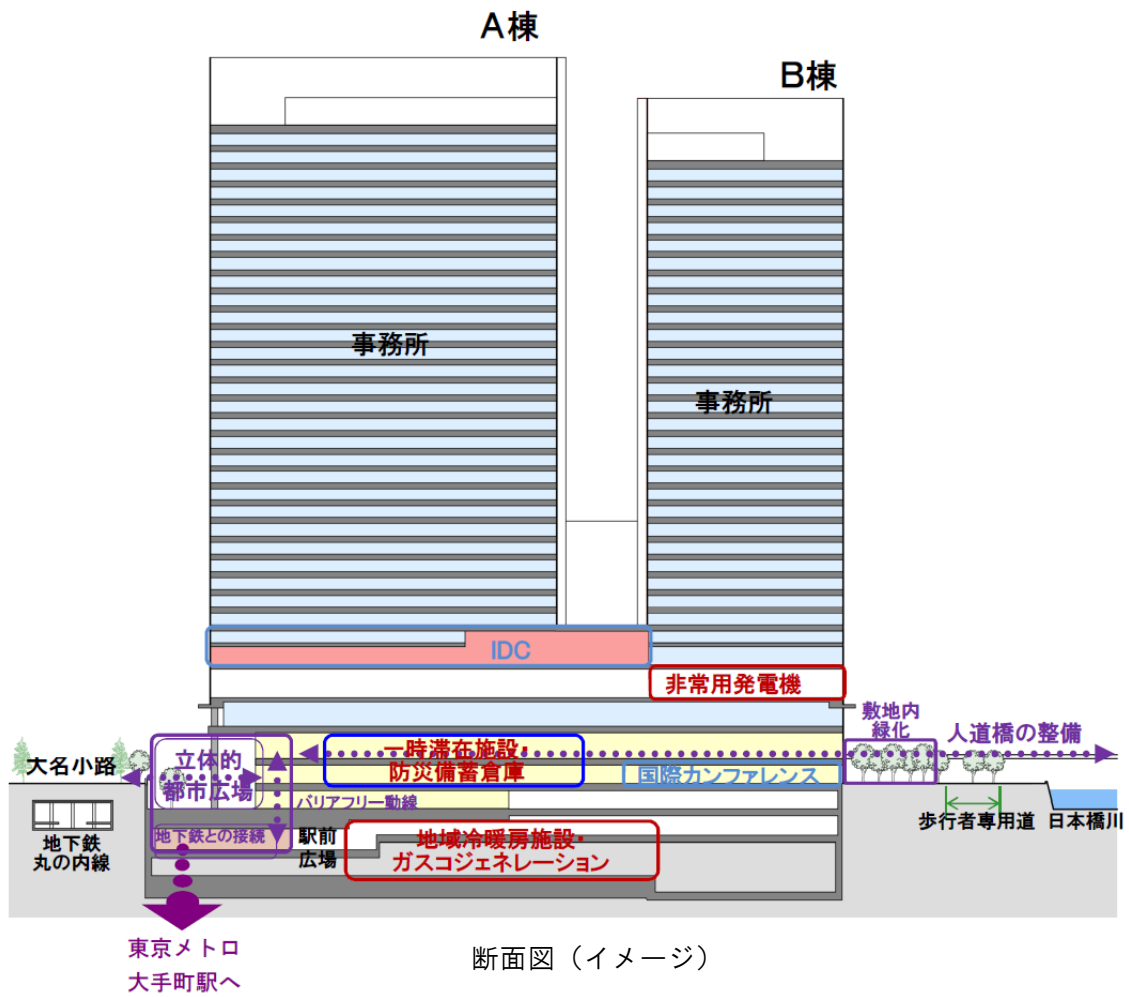 A棟
B棟
事務所
事務所
IDC
非常用発電機
敷地内
緑化
人道橋の整備
一時滞在施設・
防災備蓄倉庫
国際カンファレンス
立体的
都市広場
大名小路
バリアフリー動線
地下鉄との接続
駅前
広場
地域冷暖房施設・
ガスコジェネレーション
地下鉄
丸の内線
歩行者専用道
日本橋川
東京メトロ
大手町駅へ
断面図（イメージ）